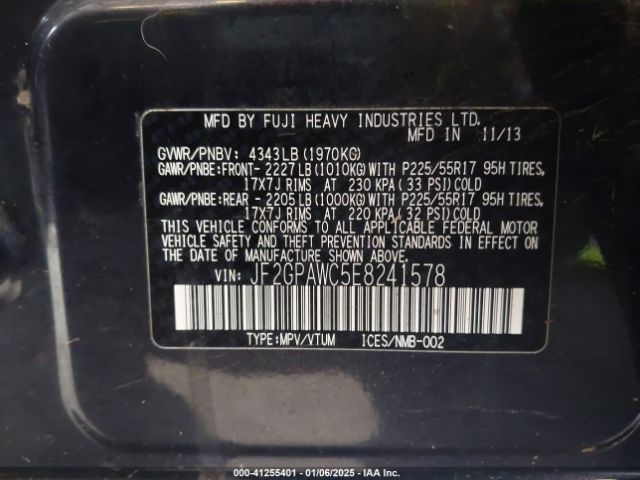 MFD BY FUJI HEAVY INDUSTRIES LTD.
MFD IN 11/13
GVWR/PNBV: 4343LB(1970KG)
GAWR/PNBE:FRONT- 2227LB(1010KG)WITH P225/55R17 95H TIRES,
17X7J RIMS AT 230 KPA(33 PSI)COLD
GAWR/PNBE:REAR - 2205LB(1000KG)WITH P225/55R17 95H TIRES,
17X7J RIMS AT 220 KPA(32 PSI)COLD
THIS VEHICLE CONFORMS TO ALL APPLICABLE FEDERAL MOTOR
VEHICLE SAFETY AND THEFT PREVENTION STANDARDS IN EFFECT ON
THE DATE OF MANUFACTURE SHOWN ABOVE.
VIN: JF2GPAWC5E8241578
TYPE:MPV/VTUM ICES/NMB-002
000-41255401 - 01/06/2025 - IAA Inc.